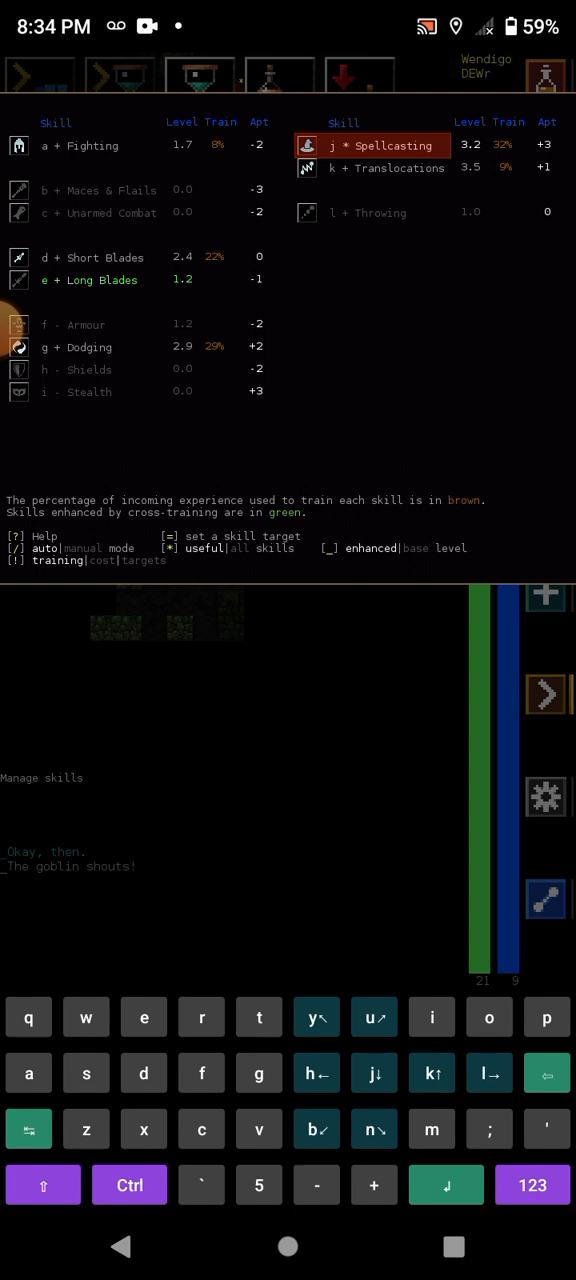 8:34 PM 59%
Wendigo
DEWr
Skill Level Train Apt Skill Level Train Apt
a + Fighting 1.7 8% -2 j * Spellcasting 3.2 32% +3
k + Translocations 3.5 9% +1
b + Maces & Flails 0.0 -3
c + Unarmed Combat 0.0 -2 l + Throwing 1.0 0
d + Short Blades 2.4 22% 0
e + Long Blades 1.2 -1
f - Armour 1.2 -2
g + Dodging 2.9 29% +2
h - Shields 0.0 -2
i - Stealth 0.0 +3
The percentage of incoming experience used to train each skill is in brown.
Skills enhanced by cross-training are in green.
[?] Help [=] set a skill target
[/] auto|manual mode [*] useful|all skills [_] enhanced|base level
[!] training|cost|targets
Manage skills
_Okay, then.
_The goblin shouts!
21 9
q w e r t y↖ u↗ i o p
a s d f g h← j↓ k↑ l→ ⇦
↹ z x c v b↙ n↘ m ; '
⇧ Ctrl ` 5 - + ↲ 123